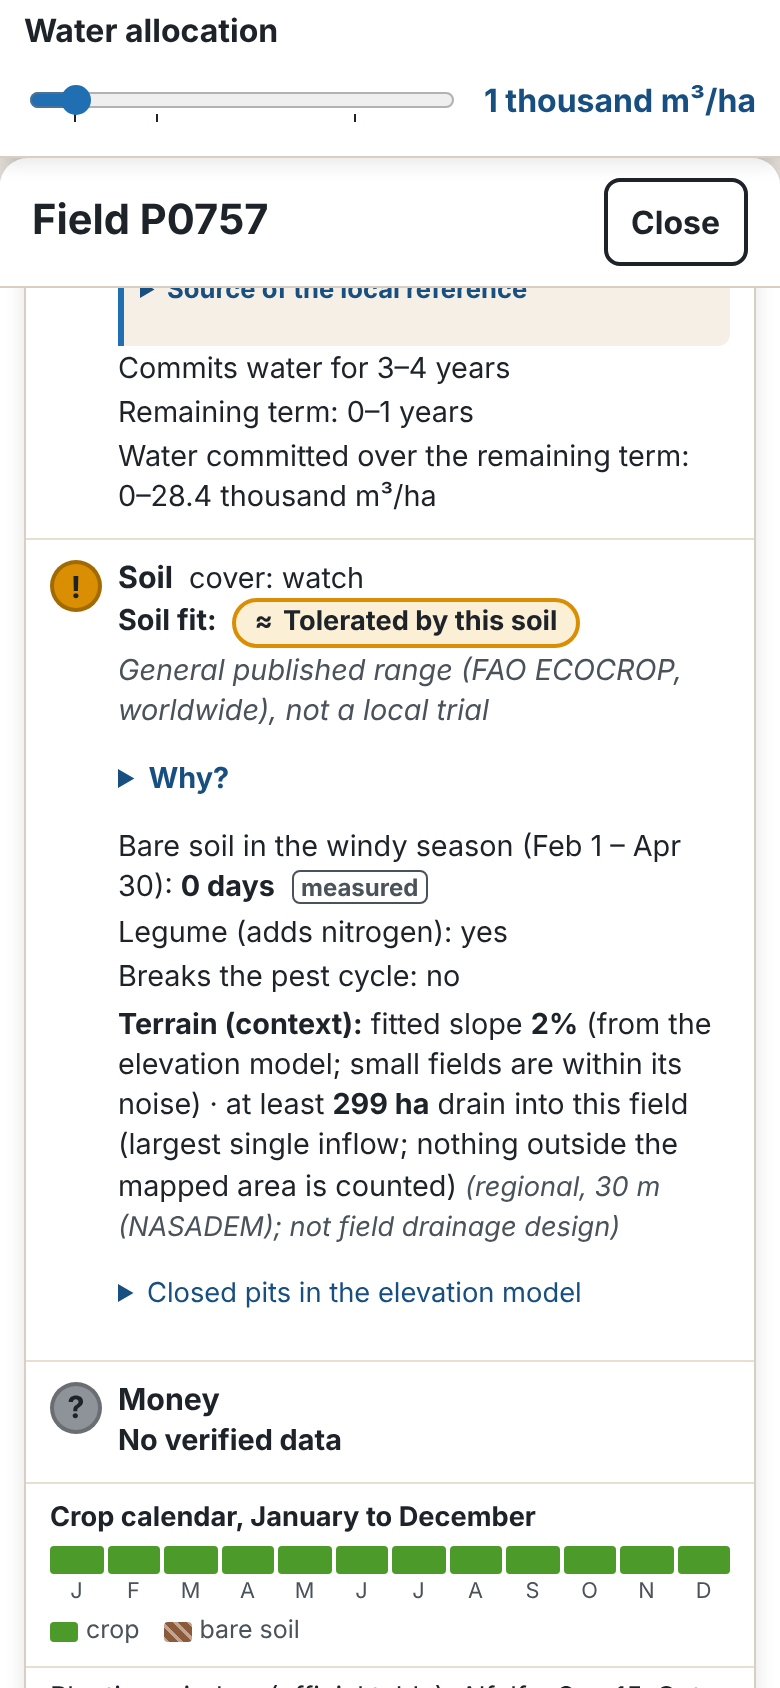 Water allocation
1 thousand m³/ha
Field P0757
Close
Source of the local reference
Commits water for 3–4 years
Remaining term: 0–1 years
Water committed over the remaining term:
0–28.4 thousand m³/ha
! Soil cover: watch
Soil fit: ≈ Tolerated by this soil
General published range (FAO ECOCROP,
worldwide), not a local trial
Why?
Bare soil in the windy season (Feb 1 – Apr
30): 0 days measured
Legume (adds nitrogen): yes
Breaks the pest cycle: no
Terrain (context): fitted slope 2% (from the
elevation model; small fields are within its
noise) · at least 299 ha drain into this field
(largest single inflow; nothing outside the
mapped area is counted) (regional, 30 m
(NASADEM); not field drainage design)
Closed pits in the elevation model
? Money
No verified data
Crop calendar, January to December
J F M A M J J A S O N D
crop bare soil